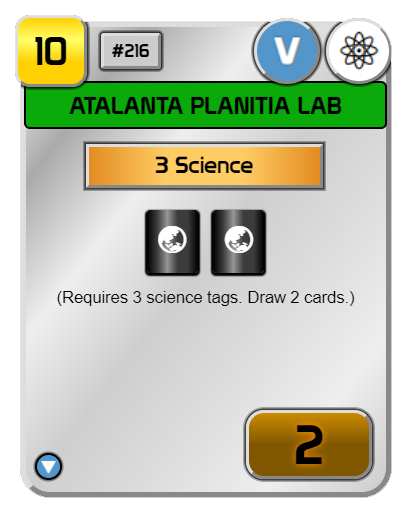 10
#216
V
ATALANTA PLANITIA LAB
3 Science
(Requires 3 science tags. Draw 2 cards.)
2